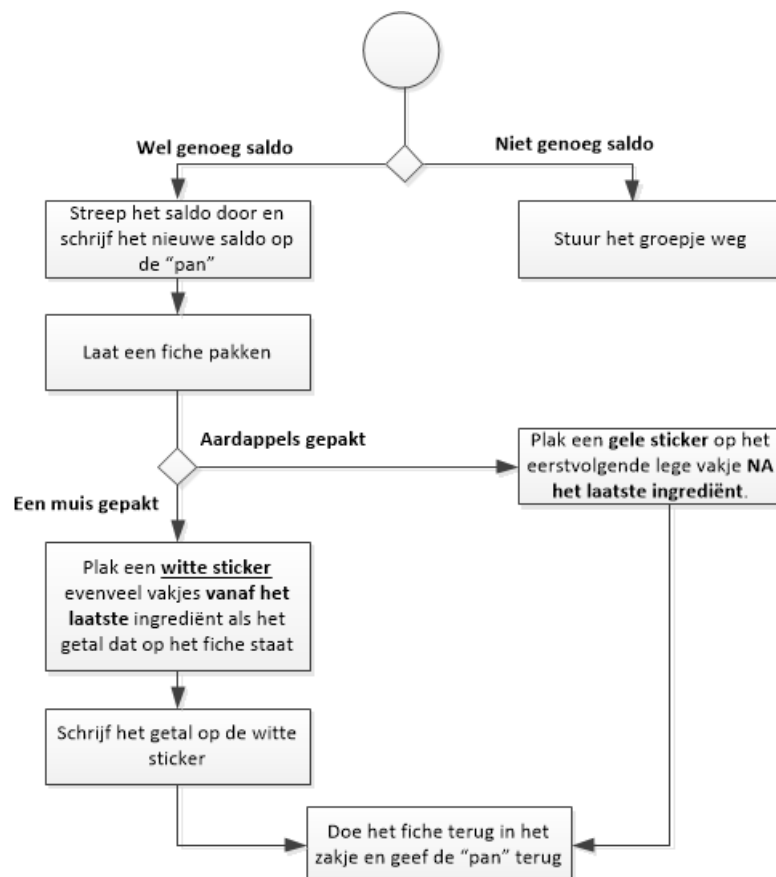 Wel genoeg saldo
Niet genoeg saldo
Streep het saldo door en
schrijf het nieuwe saldo op
de “pan”
Stuur het groepje weg
Laat een fiche pakken
Aardappels gepakt
Plak een gele sticker op het
eerstvolgende lege vakje NA
het laatste ingrediënt.
Een muis gepakt
Plak een witte sticker
evenveel vakjes vanaf het
laatste ingrediënt als het
getal dat op het fiche staat
Schrijf het getal op de witte
sticker
Doe het fiche terug in het
zakje en geef de “pan” terug